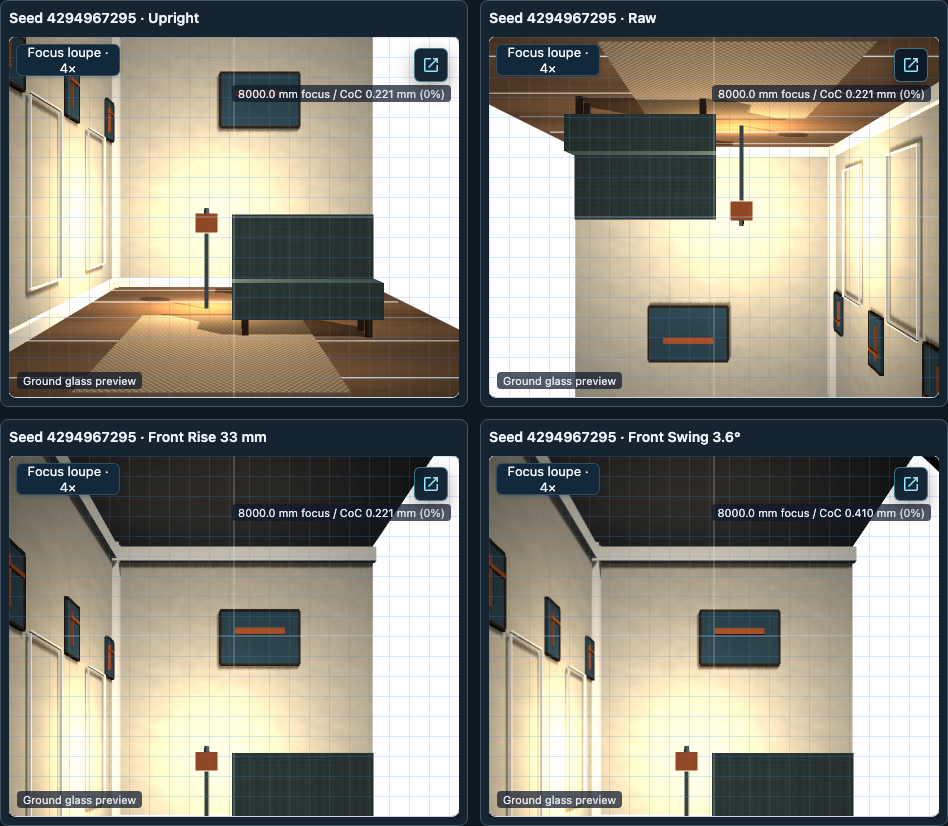 Seed 4294967295 · Upright
Focus loupe ·
4×
8000.0 mm focus / CoC 0.221 mm (0%)
Ground glass preview
Seed 4294967295 · Raw
Focus loupe ·
4×
8000.0 mm focus / CoC 0.221 mm (0%)
Ground glass preview
Seed 4294967295 · Front Rise 33 mm
Focus loupe ·
4×
8000.0 mm focus / CoC 0.221 mm (0%)
Ground glass preview
Seed 4294967295 · Front Swing 3.6°
Focus loupe ·
4×
8000.0 mm focus / CoC 0.410 mm (0%)
Ground glass preview